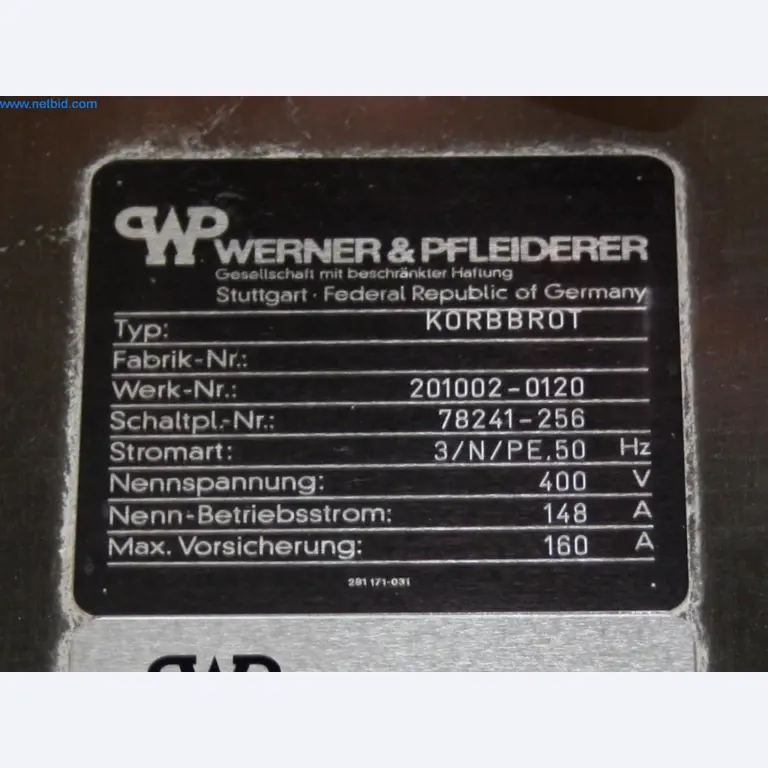 www.netbid.com
WP WERNER & PFLEIDERER
Gesellschaft mit beschränkter Haftung
Stuttgart · Federal Republic of Germany
Typ: KORBBROT
Fabrik-Nr.:
Werk-Nr.: 201002-0120
Schaltpl.-Nr.: 78241-256
Stromart: 3/N/PE,50 Hz
Nennspannung: 400 V
Nenn-Betriebsstrom: 148 A
Max. Vorsicherung: 160 A
281 171-031
WP